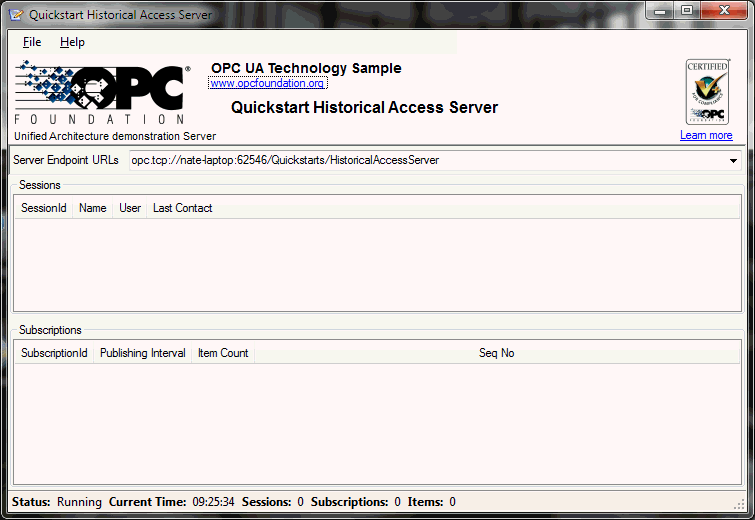 Quickstart Historical Access Server
File Help
OPC FOUNDATION
Unified Architecture demonstration Server
OPC UA Technology Sample
www.opcfoundation.org
Quickstart Historical Access Server
CERTIFIED
FOR COMPLIANCE
OPC
Learn more
Server Endpoint URLs opc.tcp://nate-laptop:62546/Quickstarts/HistoricalAccessServer
Sessions
SessionId Name User Last Contact
Subscriptions
SubscriptionId Publishing Interval Item Count Seq No
Status: Running Current Time: 09:25:34 Sessions: 0 Subscriptions: 0 Items: 0